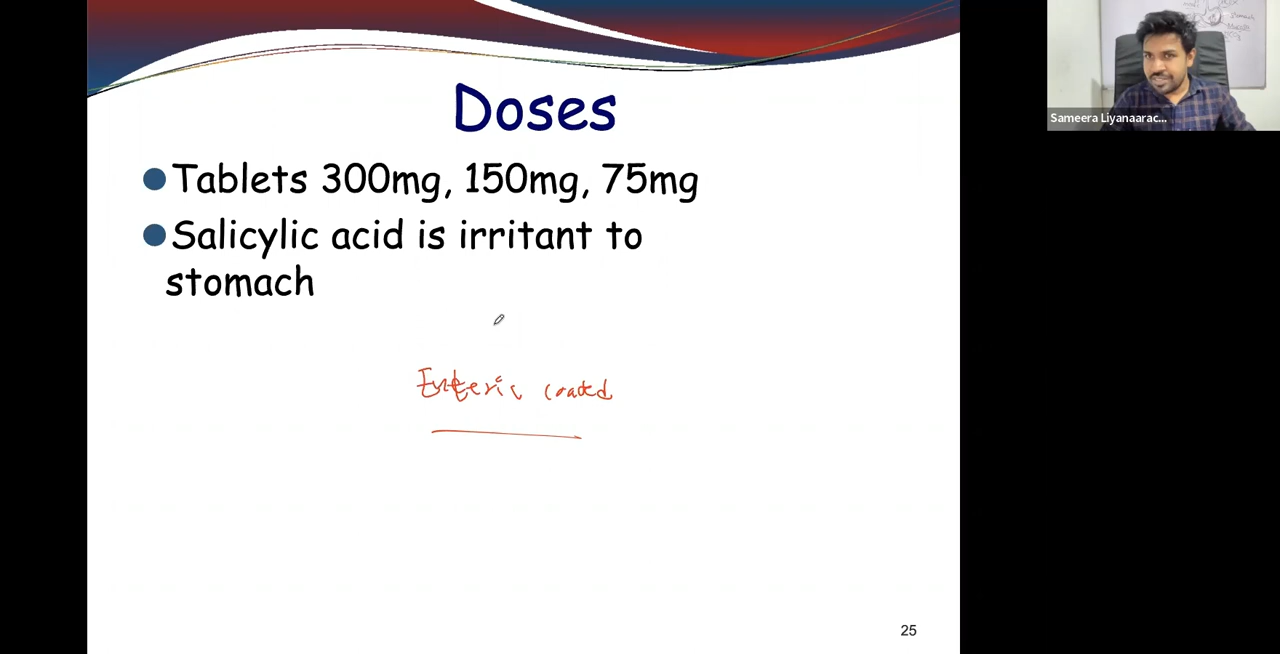 Doses
Tablets 300mg, 150mg, 75mg
Salicylic acid is irritant to
stomach
Enteric coated
25
Sameera Liyanaarac...